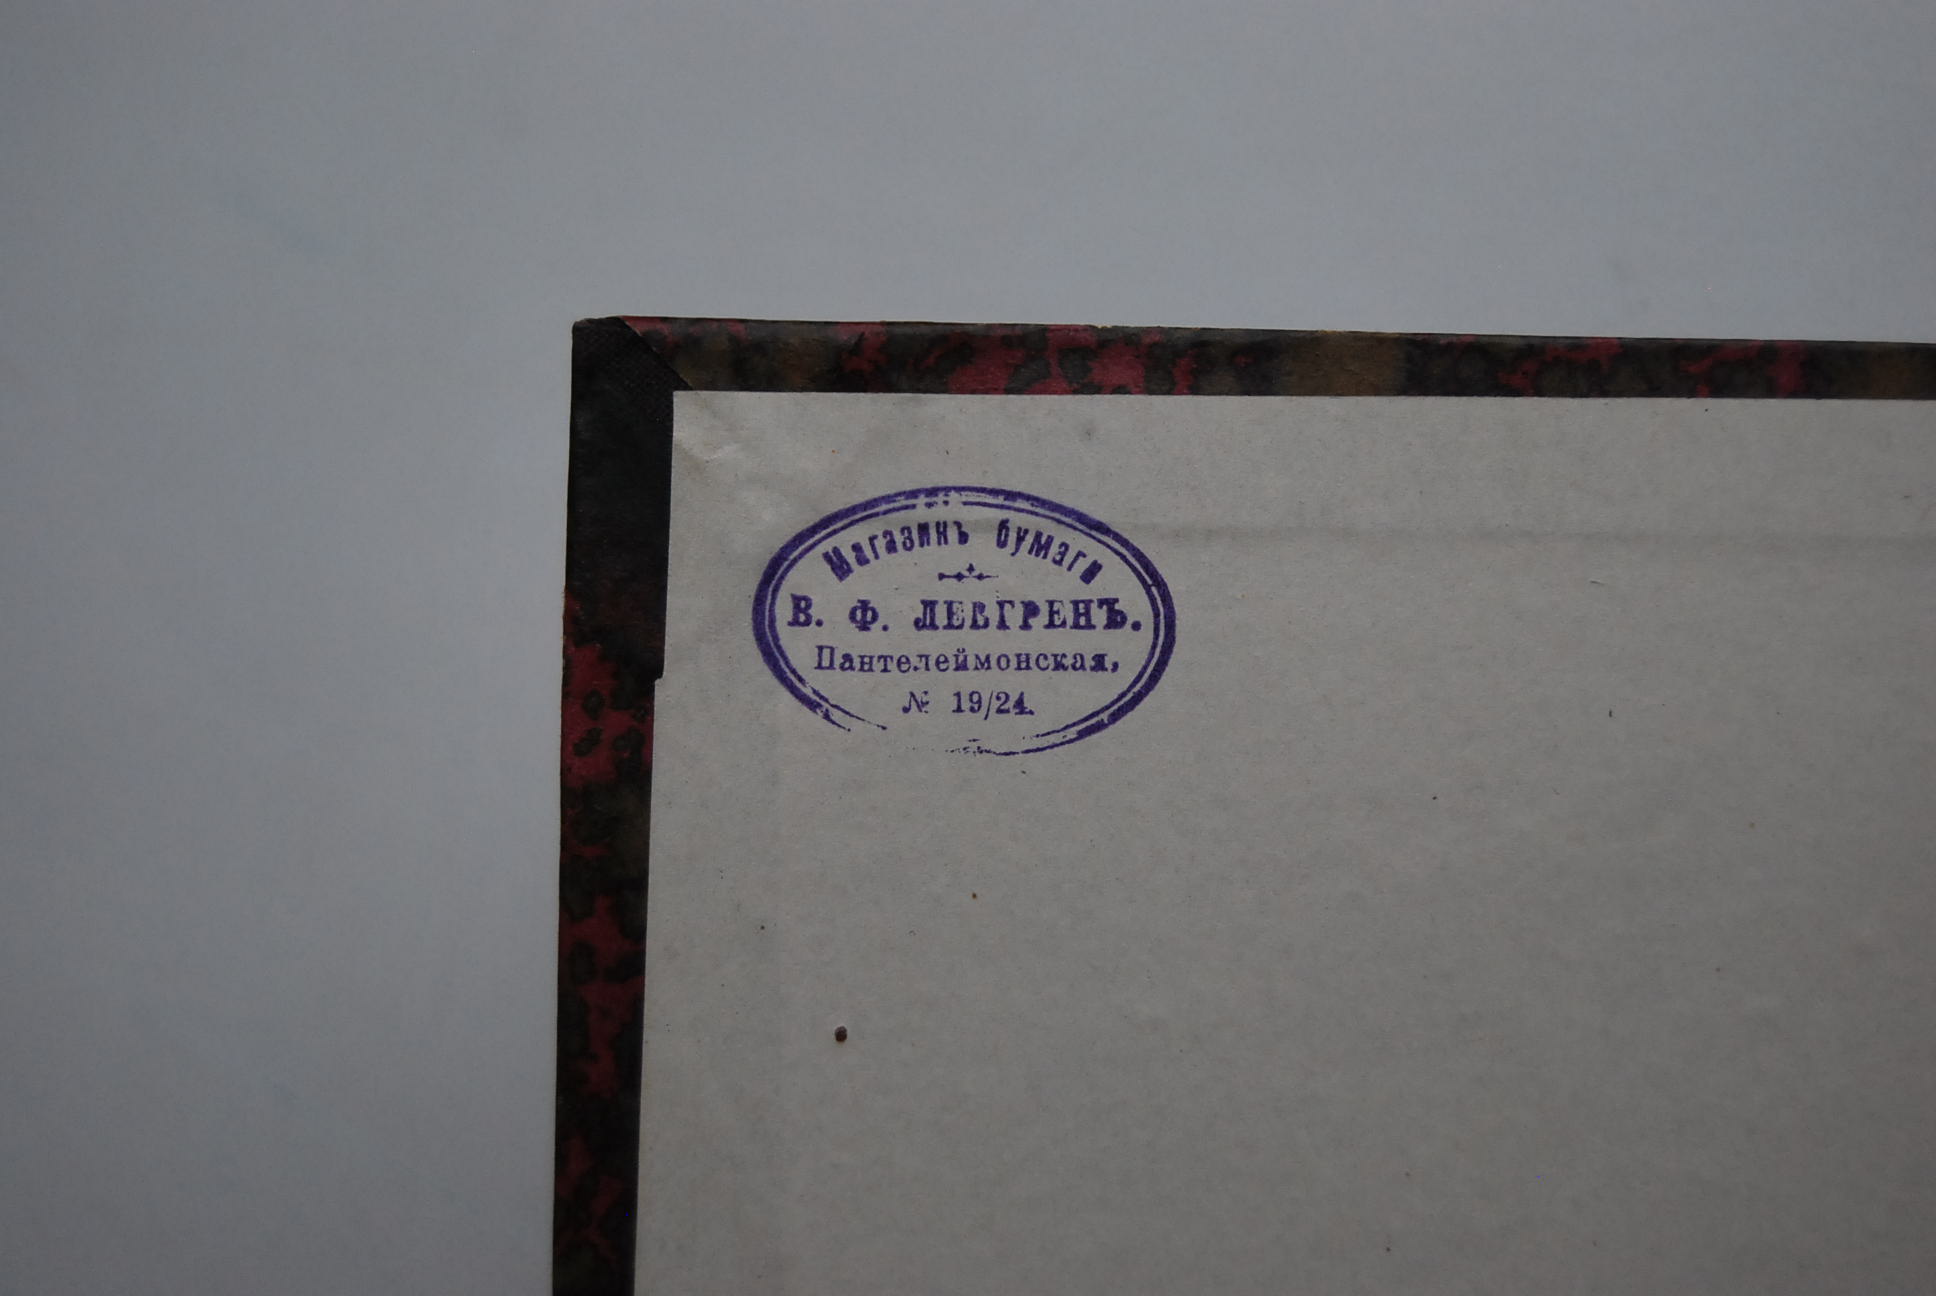 Магазинъ бумаги
В. Ф. ЛЕВГРЕНЪ.
Пантелеймонская,
№ 19/24.